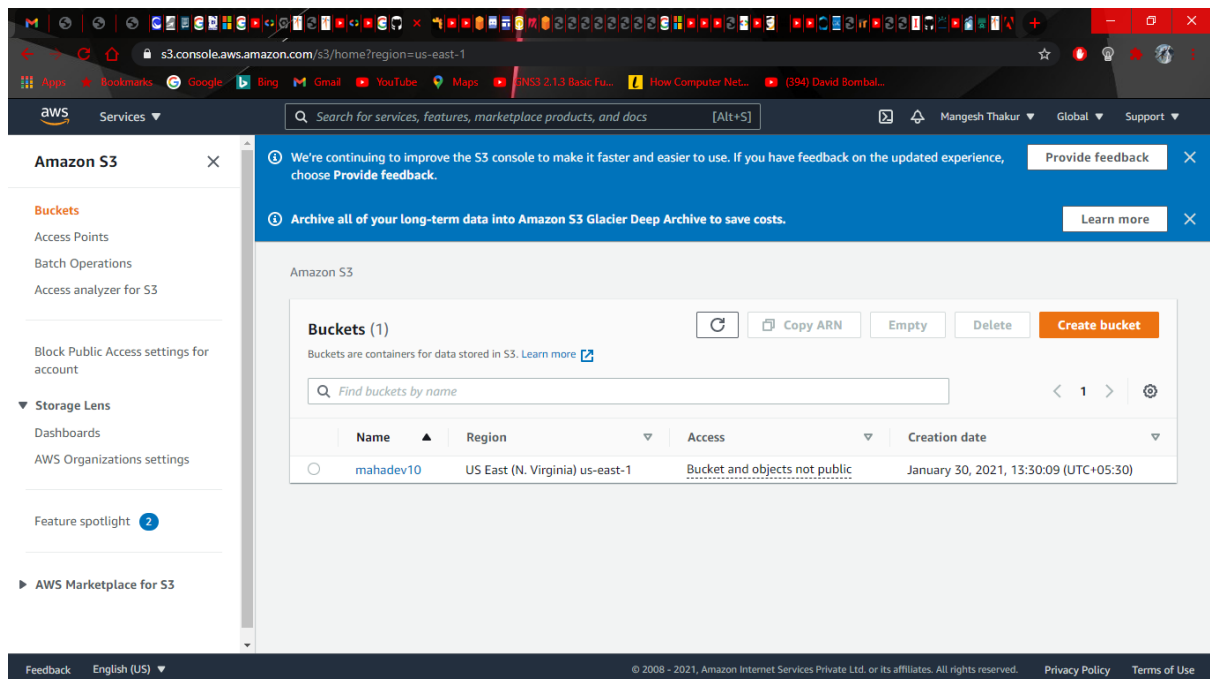 s3.console.aws.amazon.com/s3/home?region=us-east-1
Apps Bookmarks Google Bing Gmail YouTube Maps GNS3 2.1.3 Basic Fu... How Computer Net... (394) David Bombal...
aws Services ▼ Search for services, features, marketplace products, and docs [Alt+S] Mangesh Thakur ▼ Global ▼ Support ▼
Amazon S3
Buckets
Access Points
Batch Operations
Access analyzer for S3
Block Public Access settings for
account
▼ Storage Lens
Dashboards
AWS Organizations settings
Feature spotlight 2
▶ AWS Marketplace for S3
We're continuing to improve the S3 console to make it faster and easier to use. If you have feedback on the updated experience,
choose Provide feedback.
Provide feedback
Archive all of your long-term data into Amazon S3 Glacier Deep Archive to save costs.
Learn more
Amazon S3
Buckets (1)
Copy ARN Empty Delete Create bucket
Buckets are containers for data stored in S3. Learn more
Find buckets by name
1
Name ▲ Region Access Creation date
mahadev10 US East (N. Virginia) us-east-1 Bucket and objects not public January 30, 2021, 13:30:09 (UTC+05:30)
Feedback English (US) ▼ © 2008 - 2021, Amazon Internet Services Private Ltd. or its affiliates. All rights reserved. Privacy Policy Terms of Use